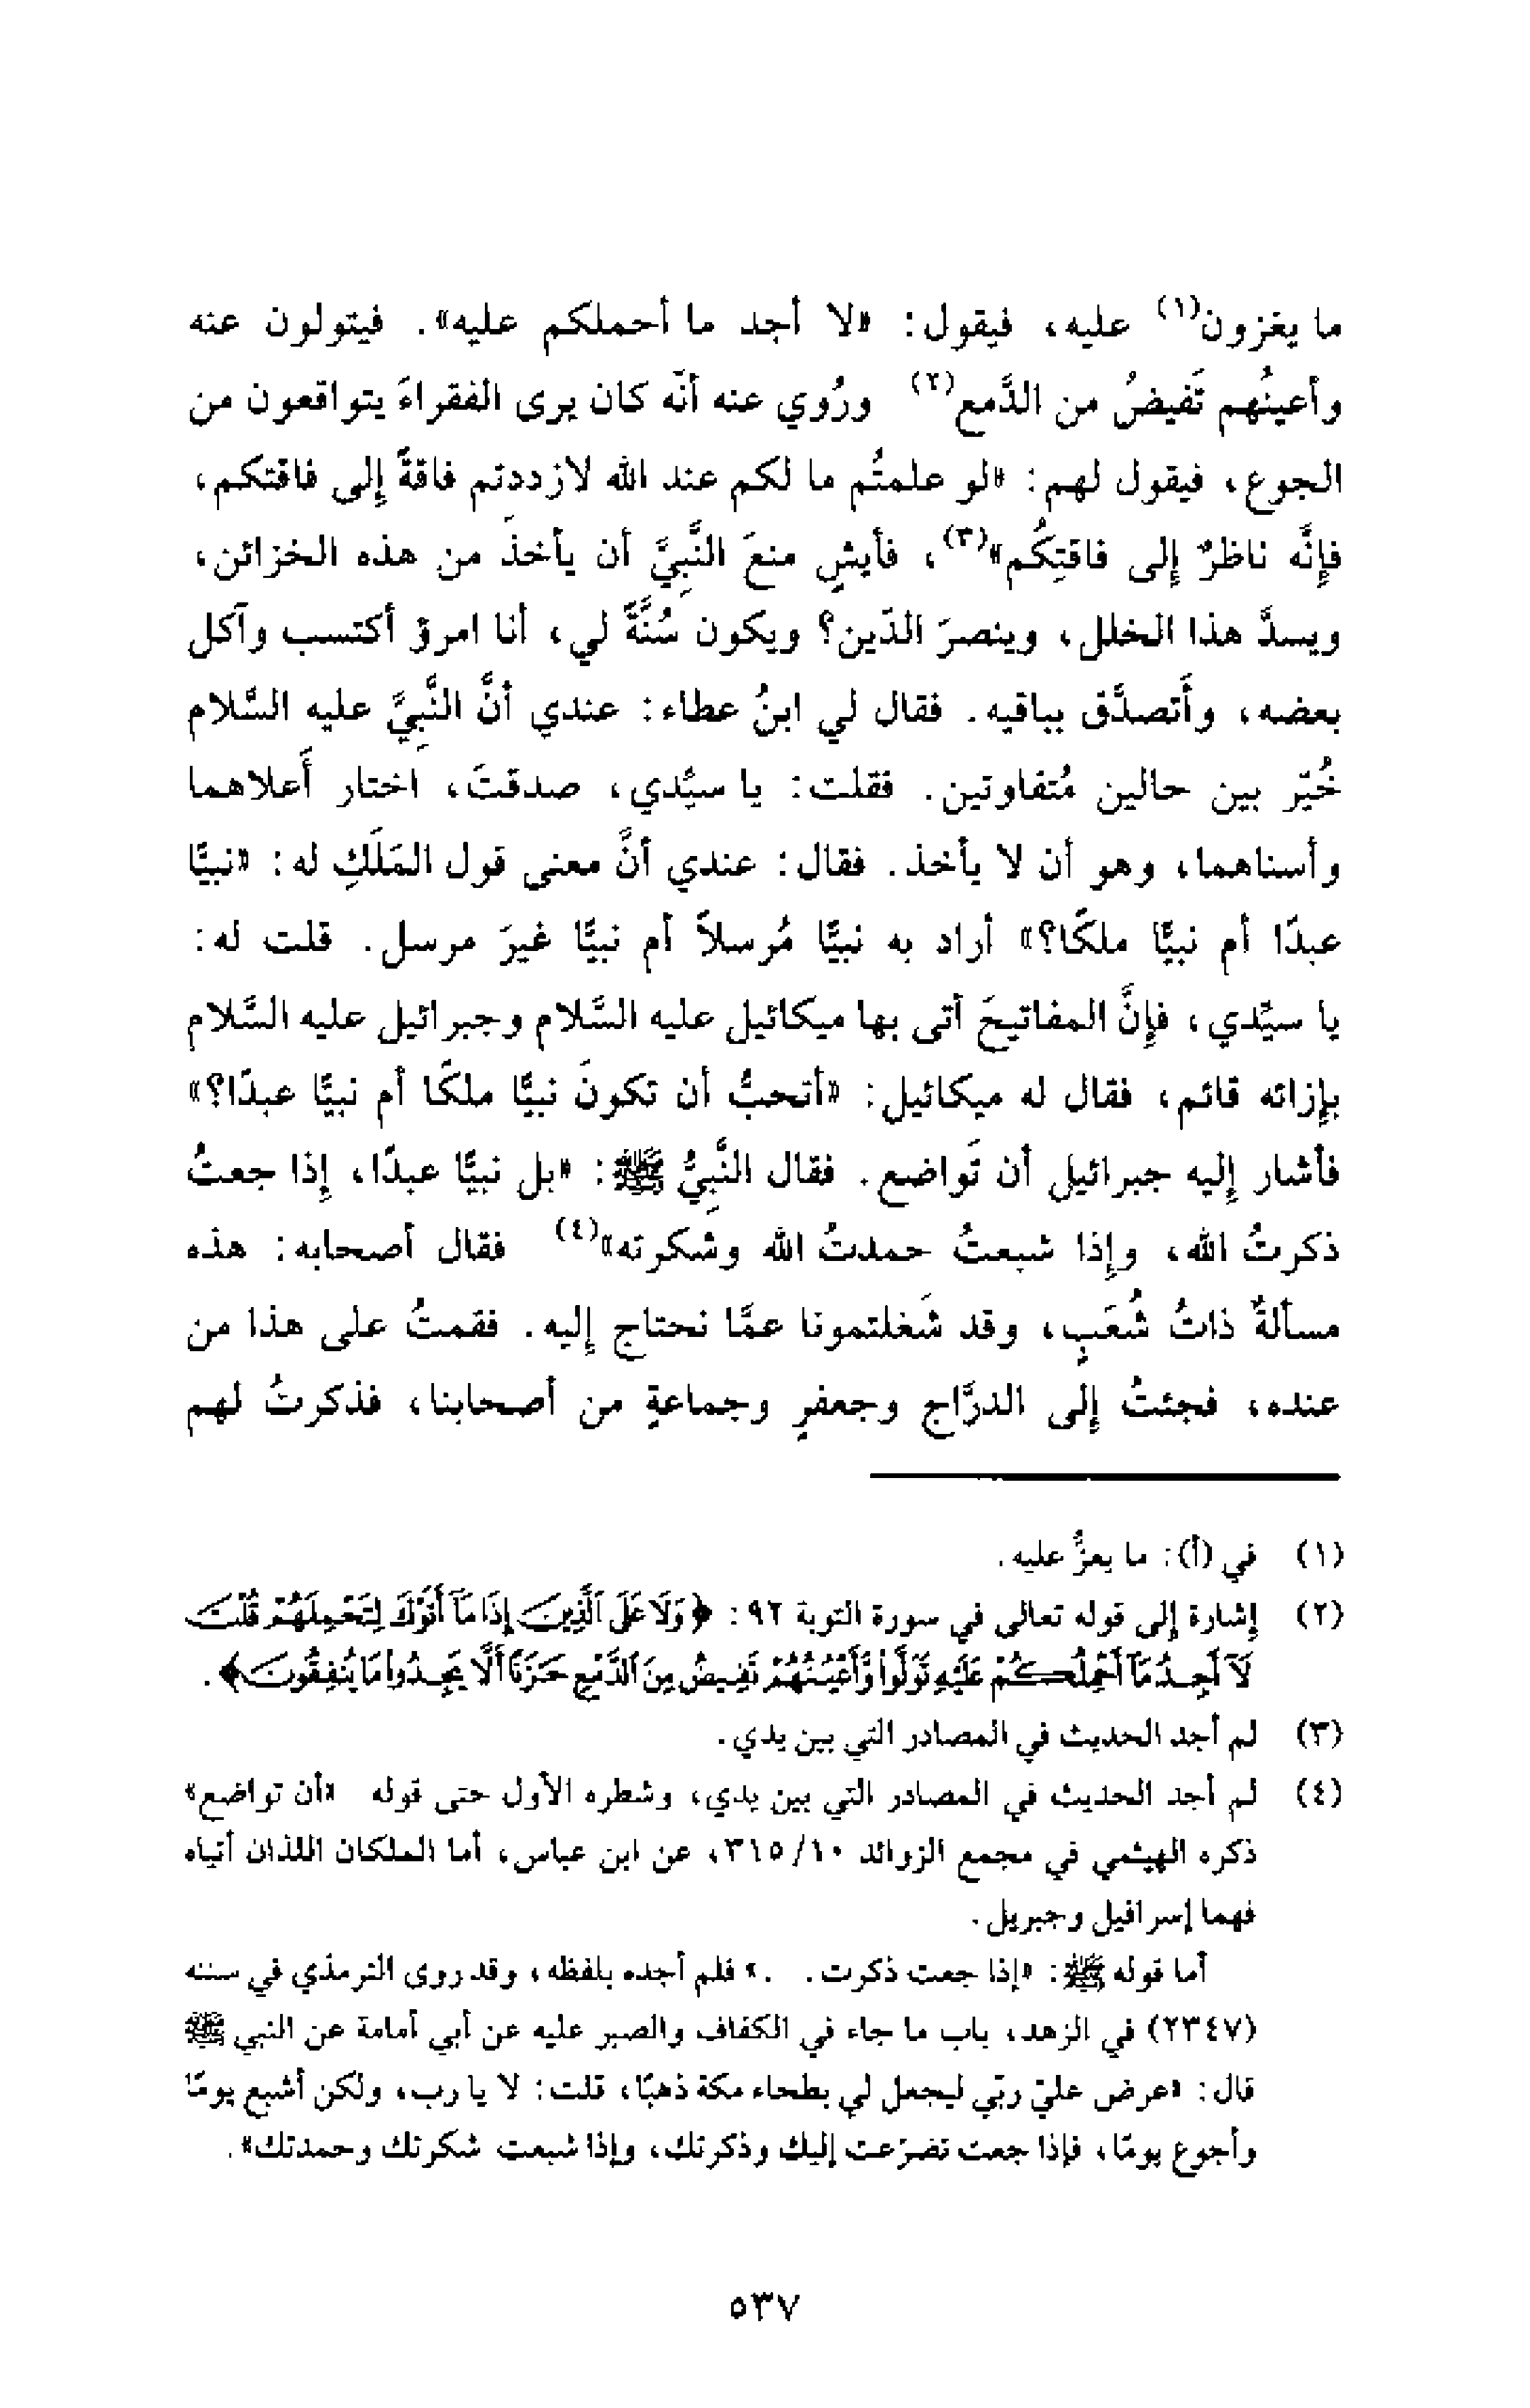 ما يغزون(١) عليه، فيقول: «لا أجد ما أحملكم عليه». فيتولون عنه
وأعينُهم تَفيضُ من الدَّمع(٢) ورُوي عنه أنّه كان يرى الفقراءَ يتواقعون من
الجوع، فيقول لهم: «لو علمتُم ما لكم عند الله لازددتم فاقةً إلى فاقتكم،
فإنَّه ناظرٌ إلى فاقتِكُم»(٣)، فأيشٍ منعَ النَّبِيَّ أن يأخذَ من هذه الخزائن،
ويسدَّ هذا الخلل، وينصرَ الدّين؟ ويكون سُنَّةً لي، أنا امرؤ أكتسب وآكل
بعضه، وأَتصدَّق بباقيه. فقال لي ابنُ عطاء: عندي أنَّ النَّبِيَّ عليه السَّلام
خُيّر بين حالين مُتفاوتين. فقلت: يا سيِّدي، صدقتَ، اختار أَعلاهما
وأسناهما، وهو أن لا يأخذ. فقال: عندي أنَّ معنى قول المَلَكِ له: «نبيًّا
عبدًا أم نبيًّا ملكًا؟» أراد به نبيًّا مُرسلاً أم نبيًّا غيرَ مرسل. قلت له:
يا سيِّدي، فإنَّ المفاتيحَ أتى بها ميكائيل عليه السَّلام وجبرائيل عليه السَّلام
بإزائه قائم، فقال له ميكائيل: «أتحبُّ أن تكونَ نبيًّا ملكًا أم نبيًّا عبدًا؟»
فأشار إليه جبرائيل أن تَواضع. فقال النَّبِيُّ ﷺ: «بل نبيًّا عبدًا، إذا جعتُ
ذكرتُ الله، وإذا شبعتُ حمدتُ الله وشكرته»(٤) فقال أصحابه: هذه
مسألةٌ ذاتُ شُعَبٍ، وقد شَغلتمونا عمَّا نحتاج إليه. فقمتُ على هذا من
عنده، فجئتُ إلى الدرَّاج وجعفرٍ وجماعةٍ من أصحابنا، فذكرتُ لهم
(١) في (أ): ما يعزُّ عليه.
(٢) إشارة إلى قوله تعالى في سورة التوبة ٩٢: ﴿وَلَا عَلَى ٱلَّذِينَ إِذَا مَآ أَتَوْكَ لِتَحْمِلَهُمْ قُلْتَ
لَآ أَجِدُ مَآ أَحْمِلُكُمْ عَلَيْهِ تَوَلَّوا۟ وَّأَعْيُنُهُمْ تَفِيضُ مِنَ ٱلدَّمْعِ حَزَنًا أَلَّا يَجِدُوا۟ مَا يُنفِقُونَ﴾.
(٣) لم أجد الحديث في المصادر التي بين يدي.
(٤) لم أجد الحديث في المصادر التي بين يدي، وشطره الأول حتى قوله «أن تواضع»
ذكره الهيثمي في مجمع الزوائد ٣١٥/١٠، عن ابن عباس، أما الملكان اللذان أتياه
فهما إسرافيل وجبريل.
أما قوله ﷺ: «إذا جعت ذكرت. .» فلم أجده بلفظه، وقد روى الترمذي في سننه
(٢٣٤٧) في الزهد، باب ما جاء في الكفاف والصبر عليه عن أبي أمامة عن النبي ﷺ
قال: «عرض عليّ ربّي ليجعل لي بطحاء مكة ذهبًا، قلت: لا يا رب، ولكن أشبع يومًا
وأجوع يومًا، فإذا جعت تضرّعت إليك وذكرتك، وإذا شبعت شكرتك وحمدتك».
٥٣٧